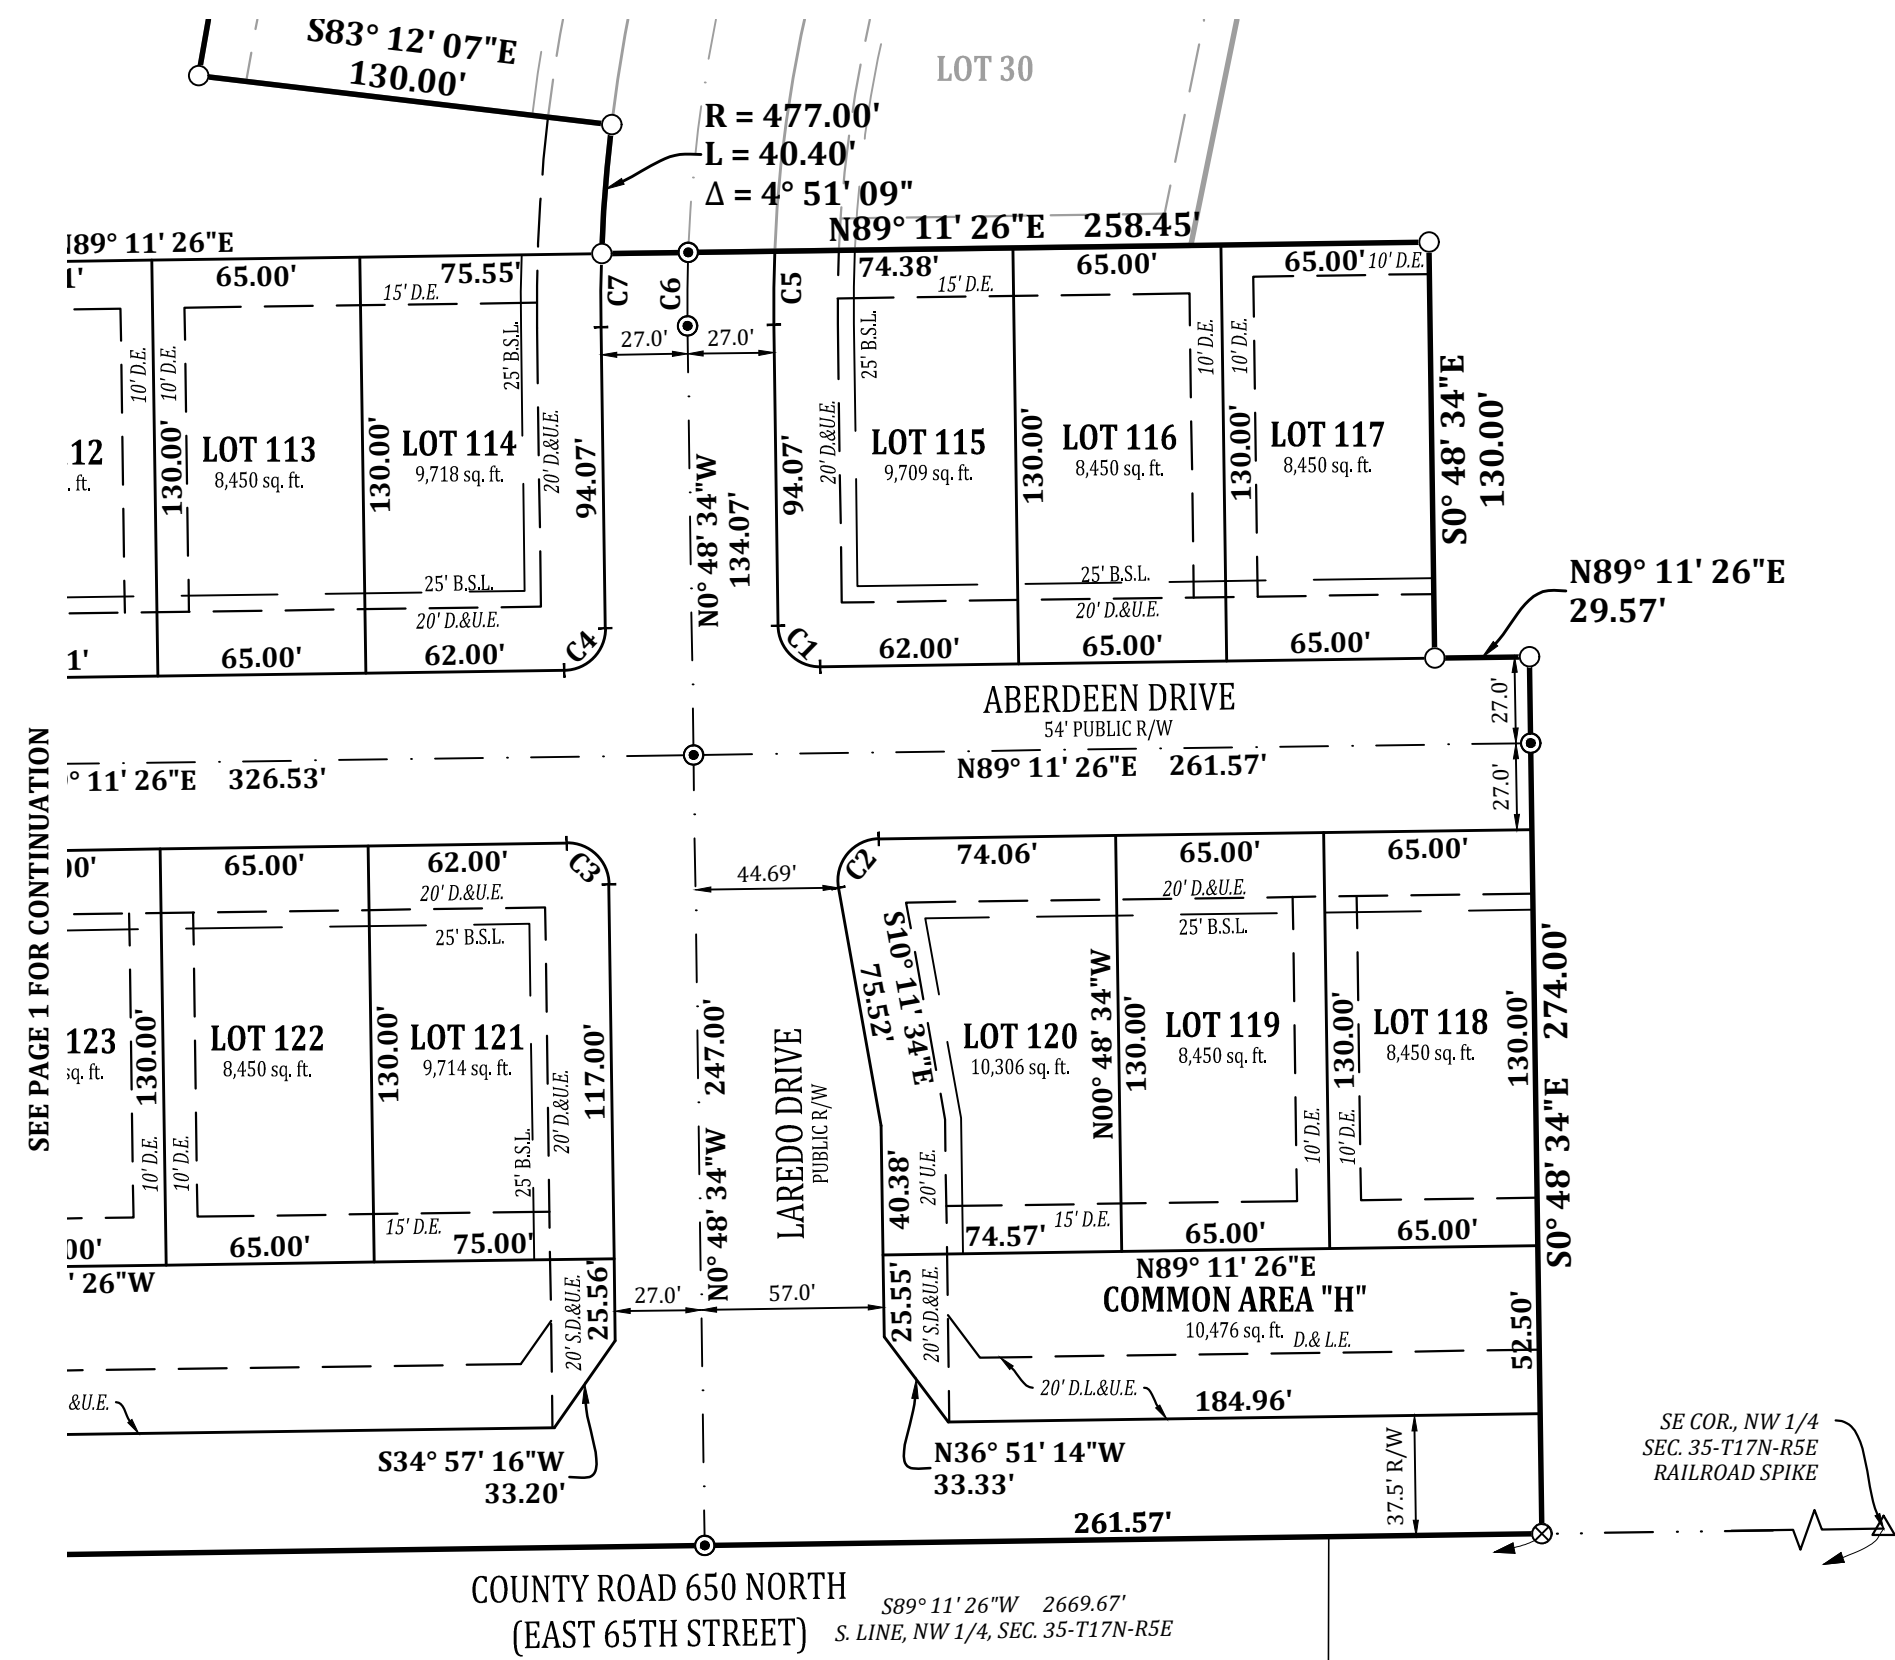 S83° 12' 07"E
130.00'
LOT 30
R = 477.00'
L = 40.40'
Δ = 4° 51' 09"
N89° 11' 26"E 258.45'
N89° 11' 26"E
1'
65.00'
75.55'
15' D.E.
C7
C6
C5
74.38'
15' D.E.
65.00'
65.00'
10' D.E.
27.0'
27.0'
10' D.E.
10' D.E.
130.00'
25' B.S.L.
20' D.&U.E.
130.00'
94.07'
94.07'
25' B.S.L.
20' D.&U.E.
130.00'
10' D.E.
10' D.E.
130.00'
S0° 48' 34"E
130.00'
12
. ft.
LOT 113
8,450 sq. ft.
LOT 114
9,718 sq. ft.
LOT 115
9,709 sq. ft.
LOT 116
8,450 sq. ft.
LOT 117
8,450 sq. ft.
N0° 48' 34"W
134.07'
25' B.S.L.
20' D.&U.E.
25' B.S.L.
20' D.&U.E.
N89° 11' 26"E
29.57'
1'
65.00'
62.00'
C4
C1
62.00'
65.00'
65.00'
ABERDEEN DRIVE
54' PUBLIC R/W
27.0'
27.0'
SEE PAGE 1 FOR CONTINUATION
° 11' 26"E 326.53'
N89° 11' 26"E 261.57'
00'
65.00'
62.00'
C3
20' D.&U.E.
25' B.S.L.
44.69'
C2
74.06'
65.00'
65.00'
20' D.&U.E.
25' B.S.L.
S10° 11' 34"E
75.52'
123
sq. ft.
130.00'
LOT 122
8,450 sq. ft.
130.00'
LOT 121
9,714 sq. ft.
117.00'
20' D.&U.E.
25' B.S.L.
N0° 48' 34"W 247.00'
LAREDO DRIVE
PUBLIC R/W
LOT 120
10,306 sq. ft.
N00° 48' 34"W
130.00'
LOT 119
8,450 sq. ft.
130.00'
LOT 118
8,450 sq. ft.
130.00'
S0° 48' 34"E 274.00'
10' D.E.
10' D.E.
40.38'
20' U.E.
10' D.E.
10' D.E.
00'
65.00'
15' D.E.
75.00'
74.57'
15' D.E.
65.00'
65.00'
' 26"W
N89° 11' 26"E
COMMON AREA "H"
10,476 sq. ft.
D.& L.E.
20' S.D.&U.E.
25.56'
27.0'
57.0'
25.55'
20' S.D.&U.E.
52.50'
&U.E.
20' D.L.&U.E.
184.96'
S34° 57' 16"W
33.20'
N36° 51' 14"W
33.33'
37.5' R/W
SE COR., NW 1/4
SEC. 35-T17N-R5E
RAILROAD SPIKE
261.57'
COUNTY ROAD 650 NORTH
(EAST 65TH STREET)
S89° 11' 26"W 2669.67'
S. LINE, NW 1/4, SEC. 35-T17N-R5E